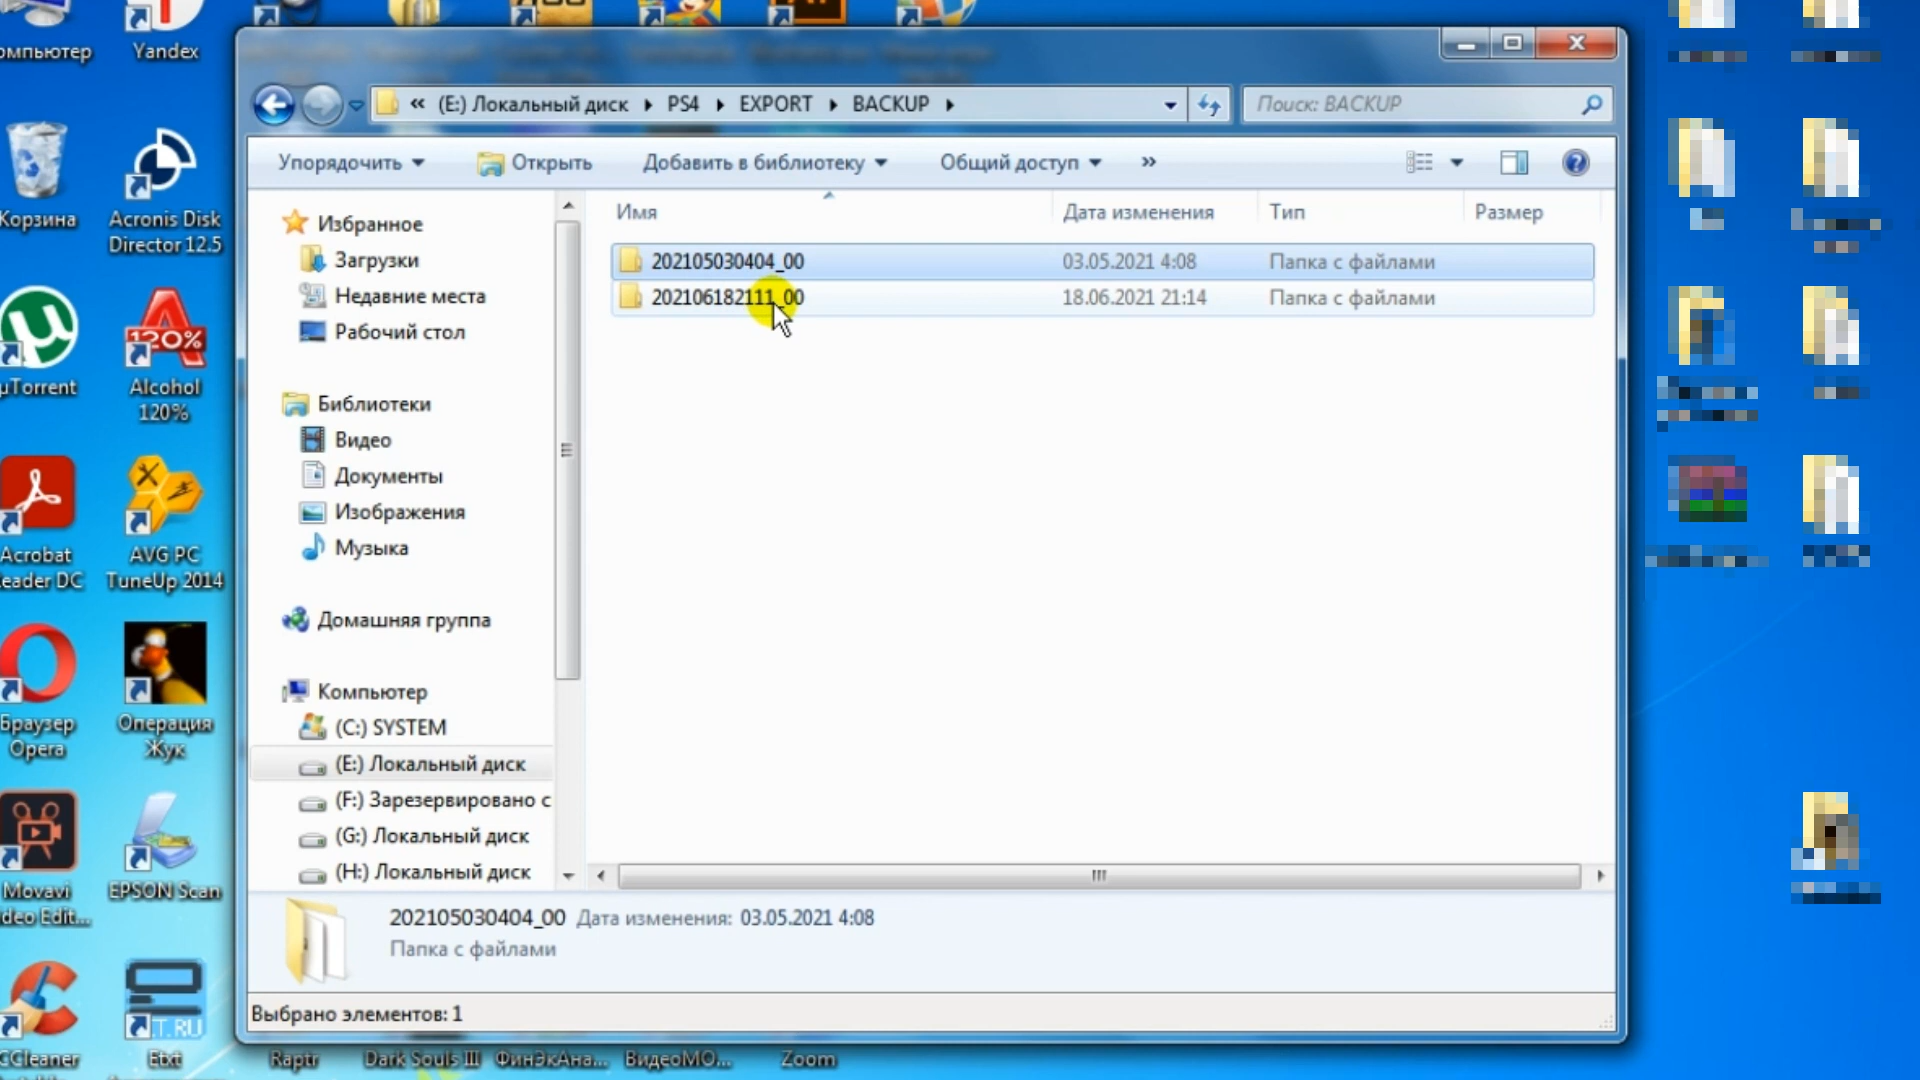 омпьютер
Yandex
« (E:) Локальный диск ▸ PS4 ▸ EXPORT ▸ BACKUP ▸
Поиск: BACKUP
Упорядочить
Открыть
Добавить в библиотеку
Общий доступ
»
Имя
Дата изменения
Тип
Размер
202105030404_00
03.05.2021 4:08
Папка с файлами
202106182111_00
18.06.2021 21:14
Папка с файлами
Избранное
Загрузки
Недавние места
Рабочий стол
Библиотеки
Видео
Документы
Изображения
Музыка
Домашняя группа
Компьютер
(C:) SYSTEM
(E:) Локальный диск
(F:) Зарезервировано с
(G:) Локальный диск
(H:) Локальный диск
202105030404_00 Дата изменения: 03.05.2021 4:08
Папка с файлами
Выбрано элементов: 1
Корзина
Acronis Disk
Director 12.5
µTorrent
120%
Alcohol
120%
Acrobat
eader DC
AVG PC
TuneUp 2014
Браузер
Opera
Операция
Жук
Movavi
deo Edit...
EPSON Scan
CCleaner
T.RU
Etxt
Raptr
Dark Souls III
ФинЭкАна...
ВидеоМО...
Zoom